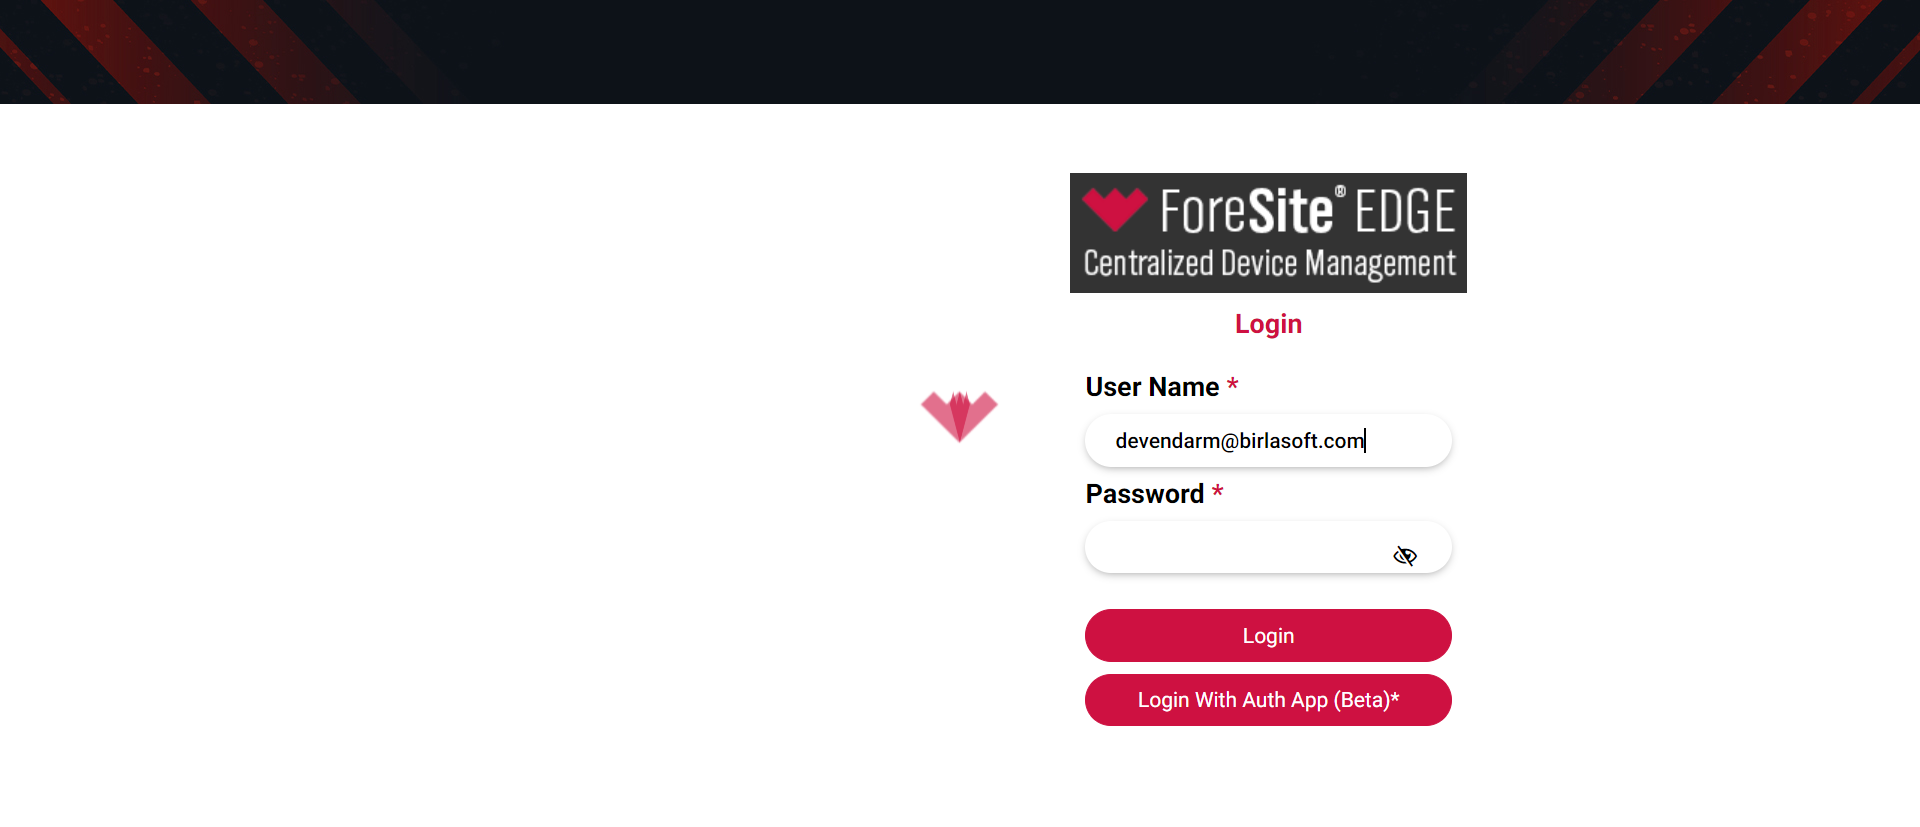 ForeSite® EDGE
Centralized Device Management
Login
User Name *
devendarm@birlasoft.com
Password *
Login
Login With Auth App (Beta)*